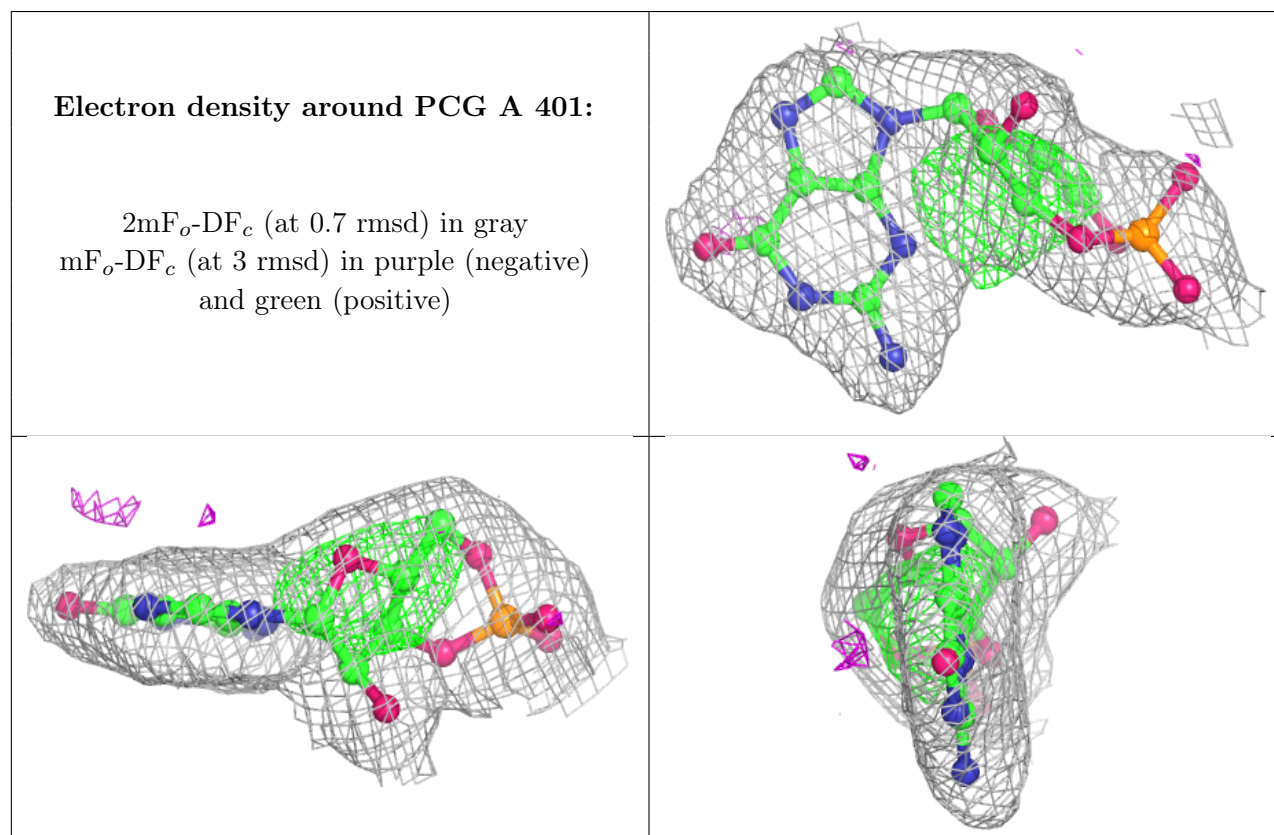 Electron density around PCG A 401:
2mFo-DFc (at 0.7 rmsd) in gray
mFo-DFc (at 3 rmsd) in purple (negative)
and green (positive)